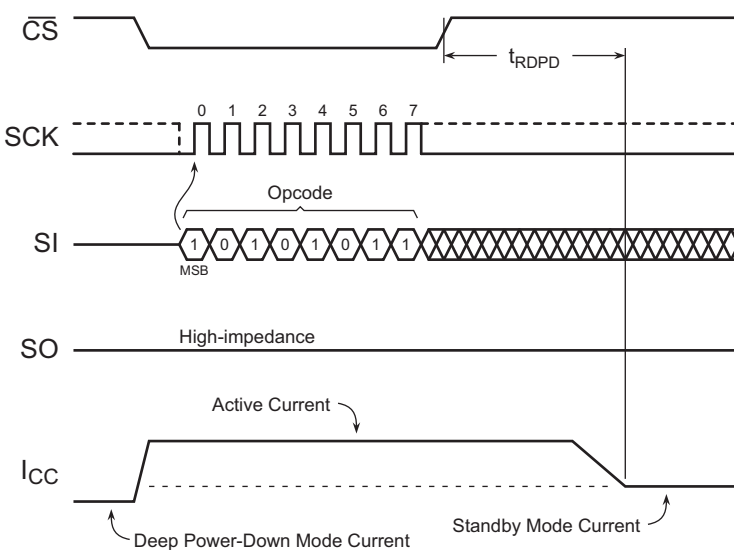 CS
tRDPD
0 1 2 3 4 5 6 7
SCK
Opcode
SI
1 0 1 0 1 0 1 1
MSB
High-impedance
SO
Active Current
ICC
Standby Mode Current
Deep Power-Down Mode Current